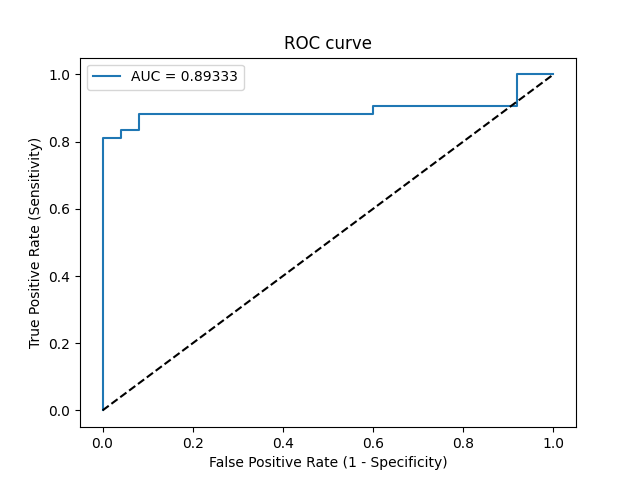 ROC curve
AUC = 0.89333
1.0
0.8
0.6
0.4
0.2
0.0
True Positive Rate (Sensitivity)
0.0 0.2 0.4 0.6 0.8 1.0
False Positive Rate (1 - Specificity)